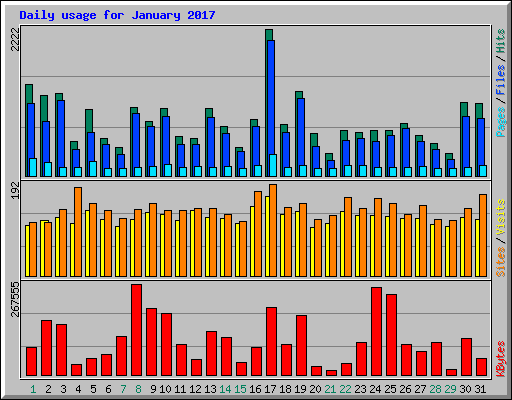 Daily usage for January 2017
2222
Pages / Files / Hits
192
Sites / Visits
267555
KBytes
1 2 3 4 5 6 7 8 9 10 11 12 13 14 15 16 17 18 19 20 21 22 23 24 25 26 27 28 29 30 31